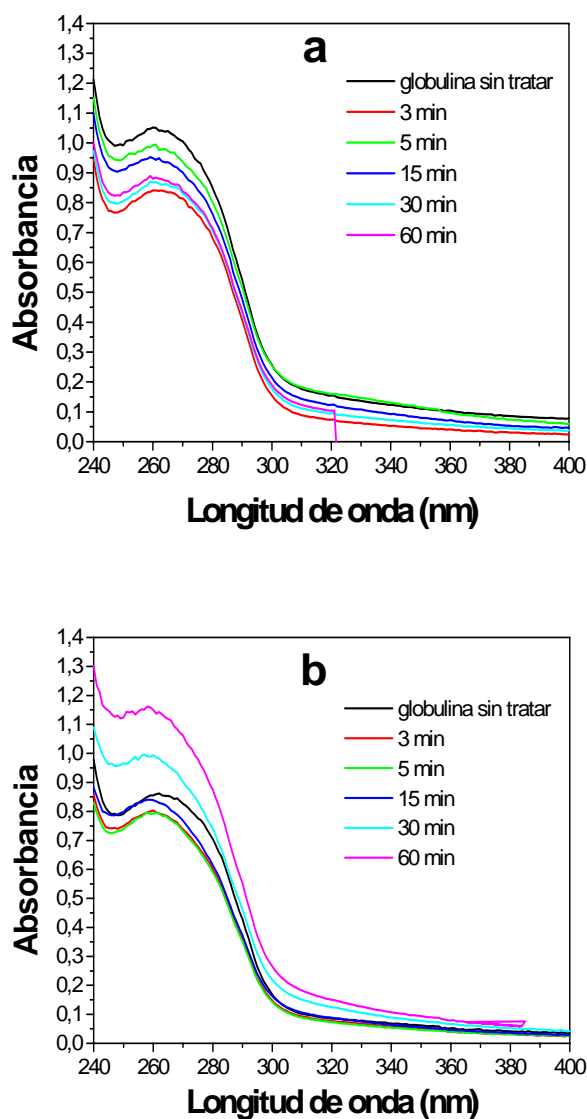 1,4
1,3
1,2
1,1
1,0
0,9
0,8
0,7
0,6
0,5
0,4
0,3
0,2
0,1
0,0
Absorbancia
a
globulina sin tratar
3 min
5 min
15 min
30 min
60 min
240 260 280 300 320 340 360 380 400
Longitud de onda (nm)
1,4
1,3
1,2
1,1
1,0
0,9
0,8
0,7
0,6
0,5
0,4
0,3
0,2
0,1
0,0
Absorbancia
b
globulina sin tratar
3 min
5 min
15 min
30 min
60 min
240 260 280 300 320 340 360 380 400
Longitud de onda (nm)